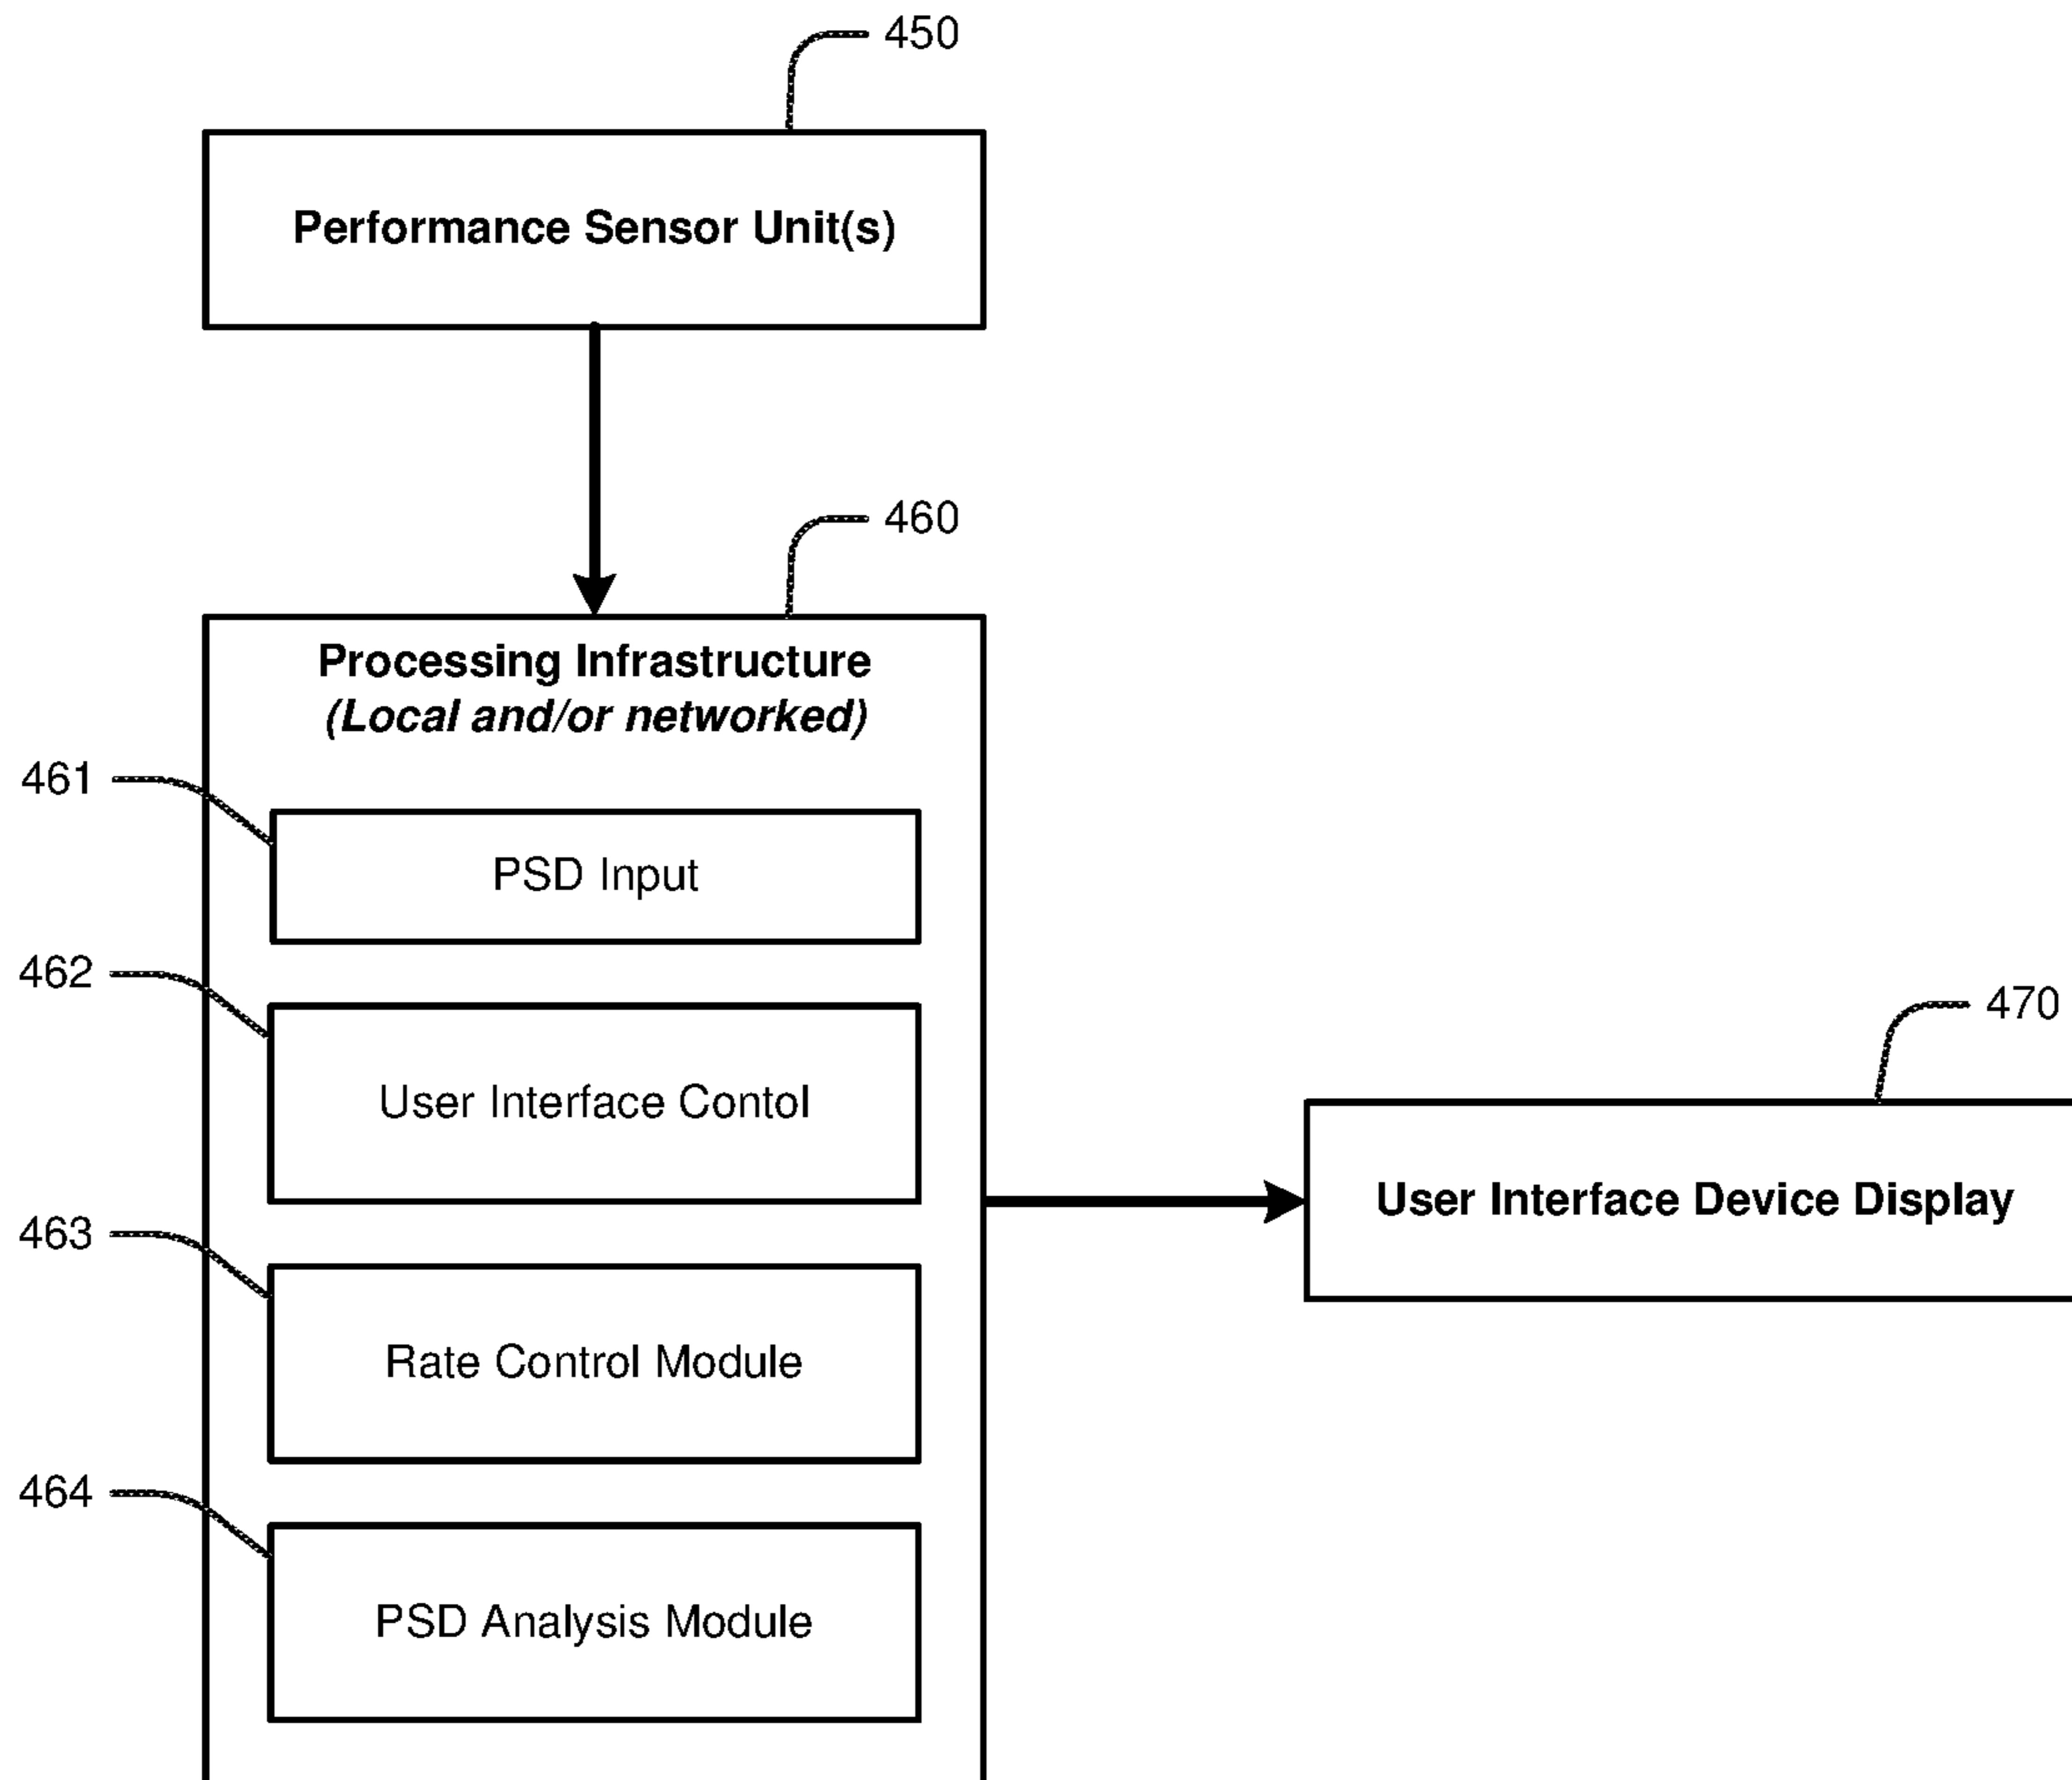 450
Performance Sensor Unit(s)
460
Processing Infrastructure
(Local and/or networked)
461
PSD Input
462
User Interface Contol
470
User Interface Device Display
463
Rate Control Module
464
PSD Analysis Module